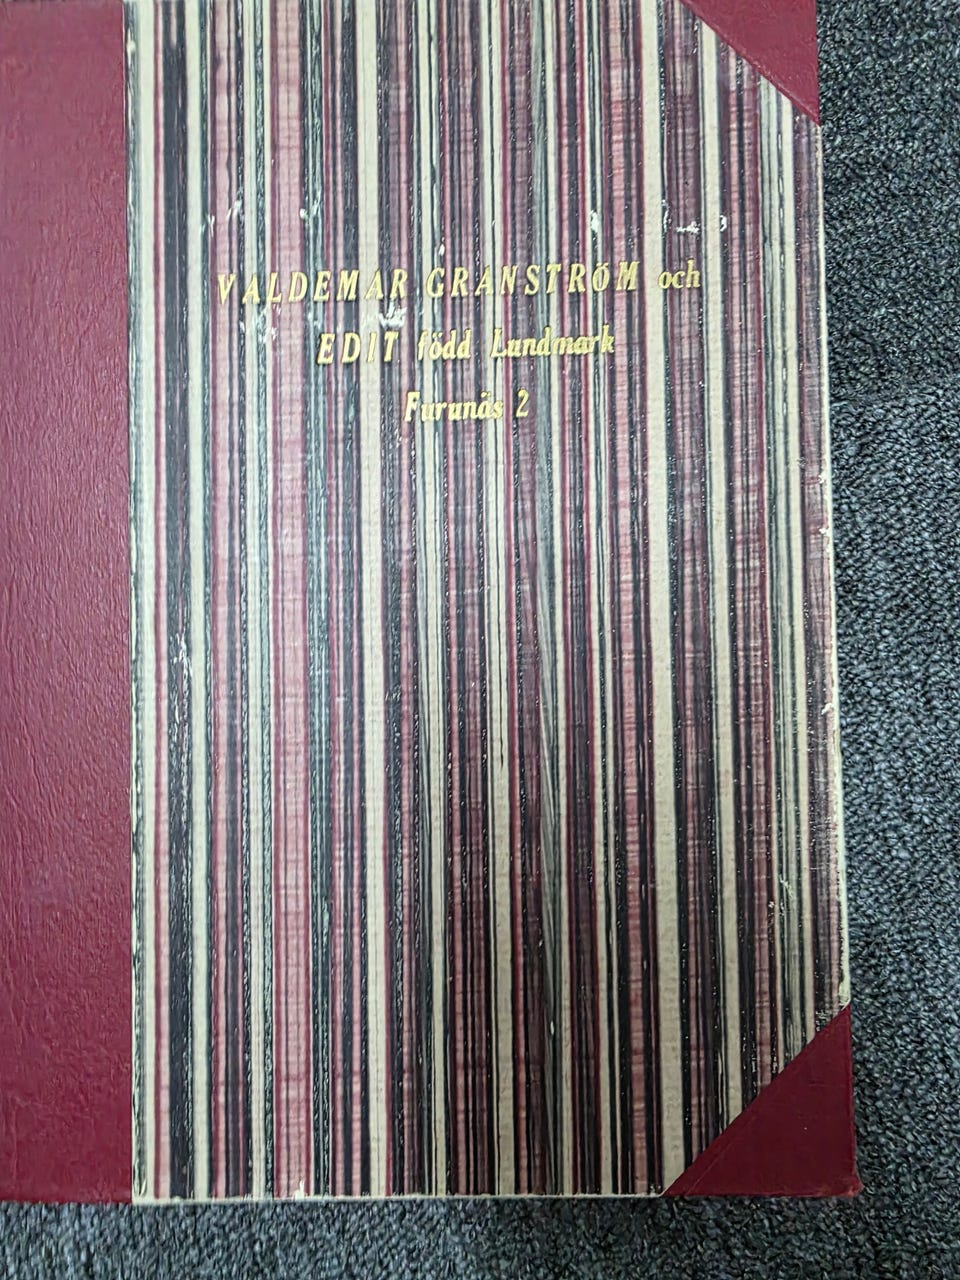 VALDEMAR GRANSTRÖM och
EDIT född Lundmark
Furunäs 2